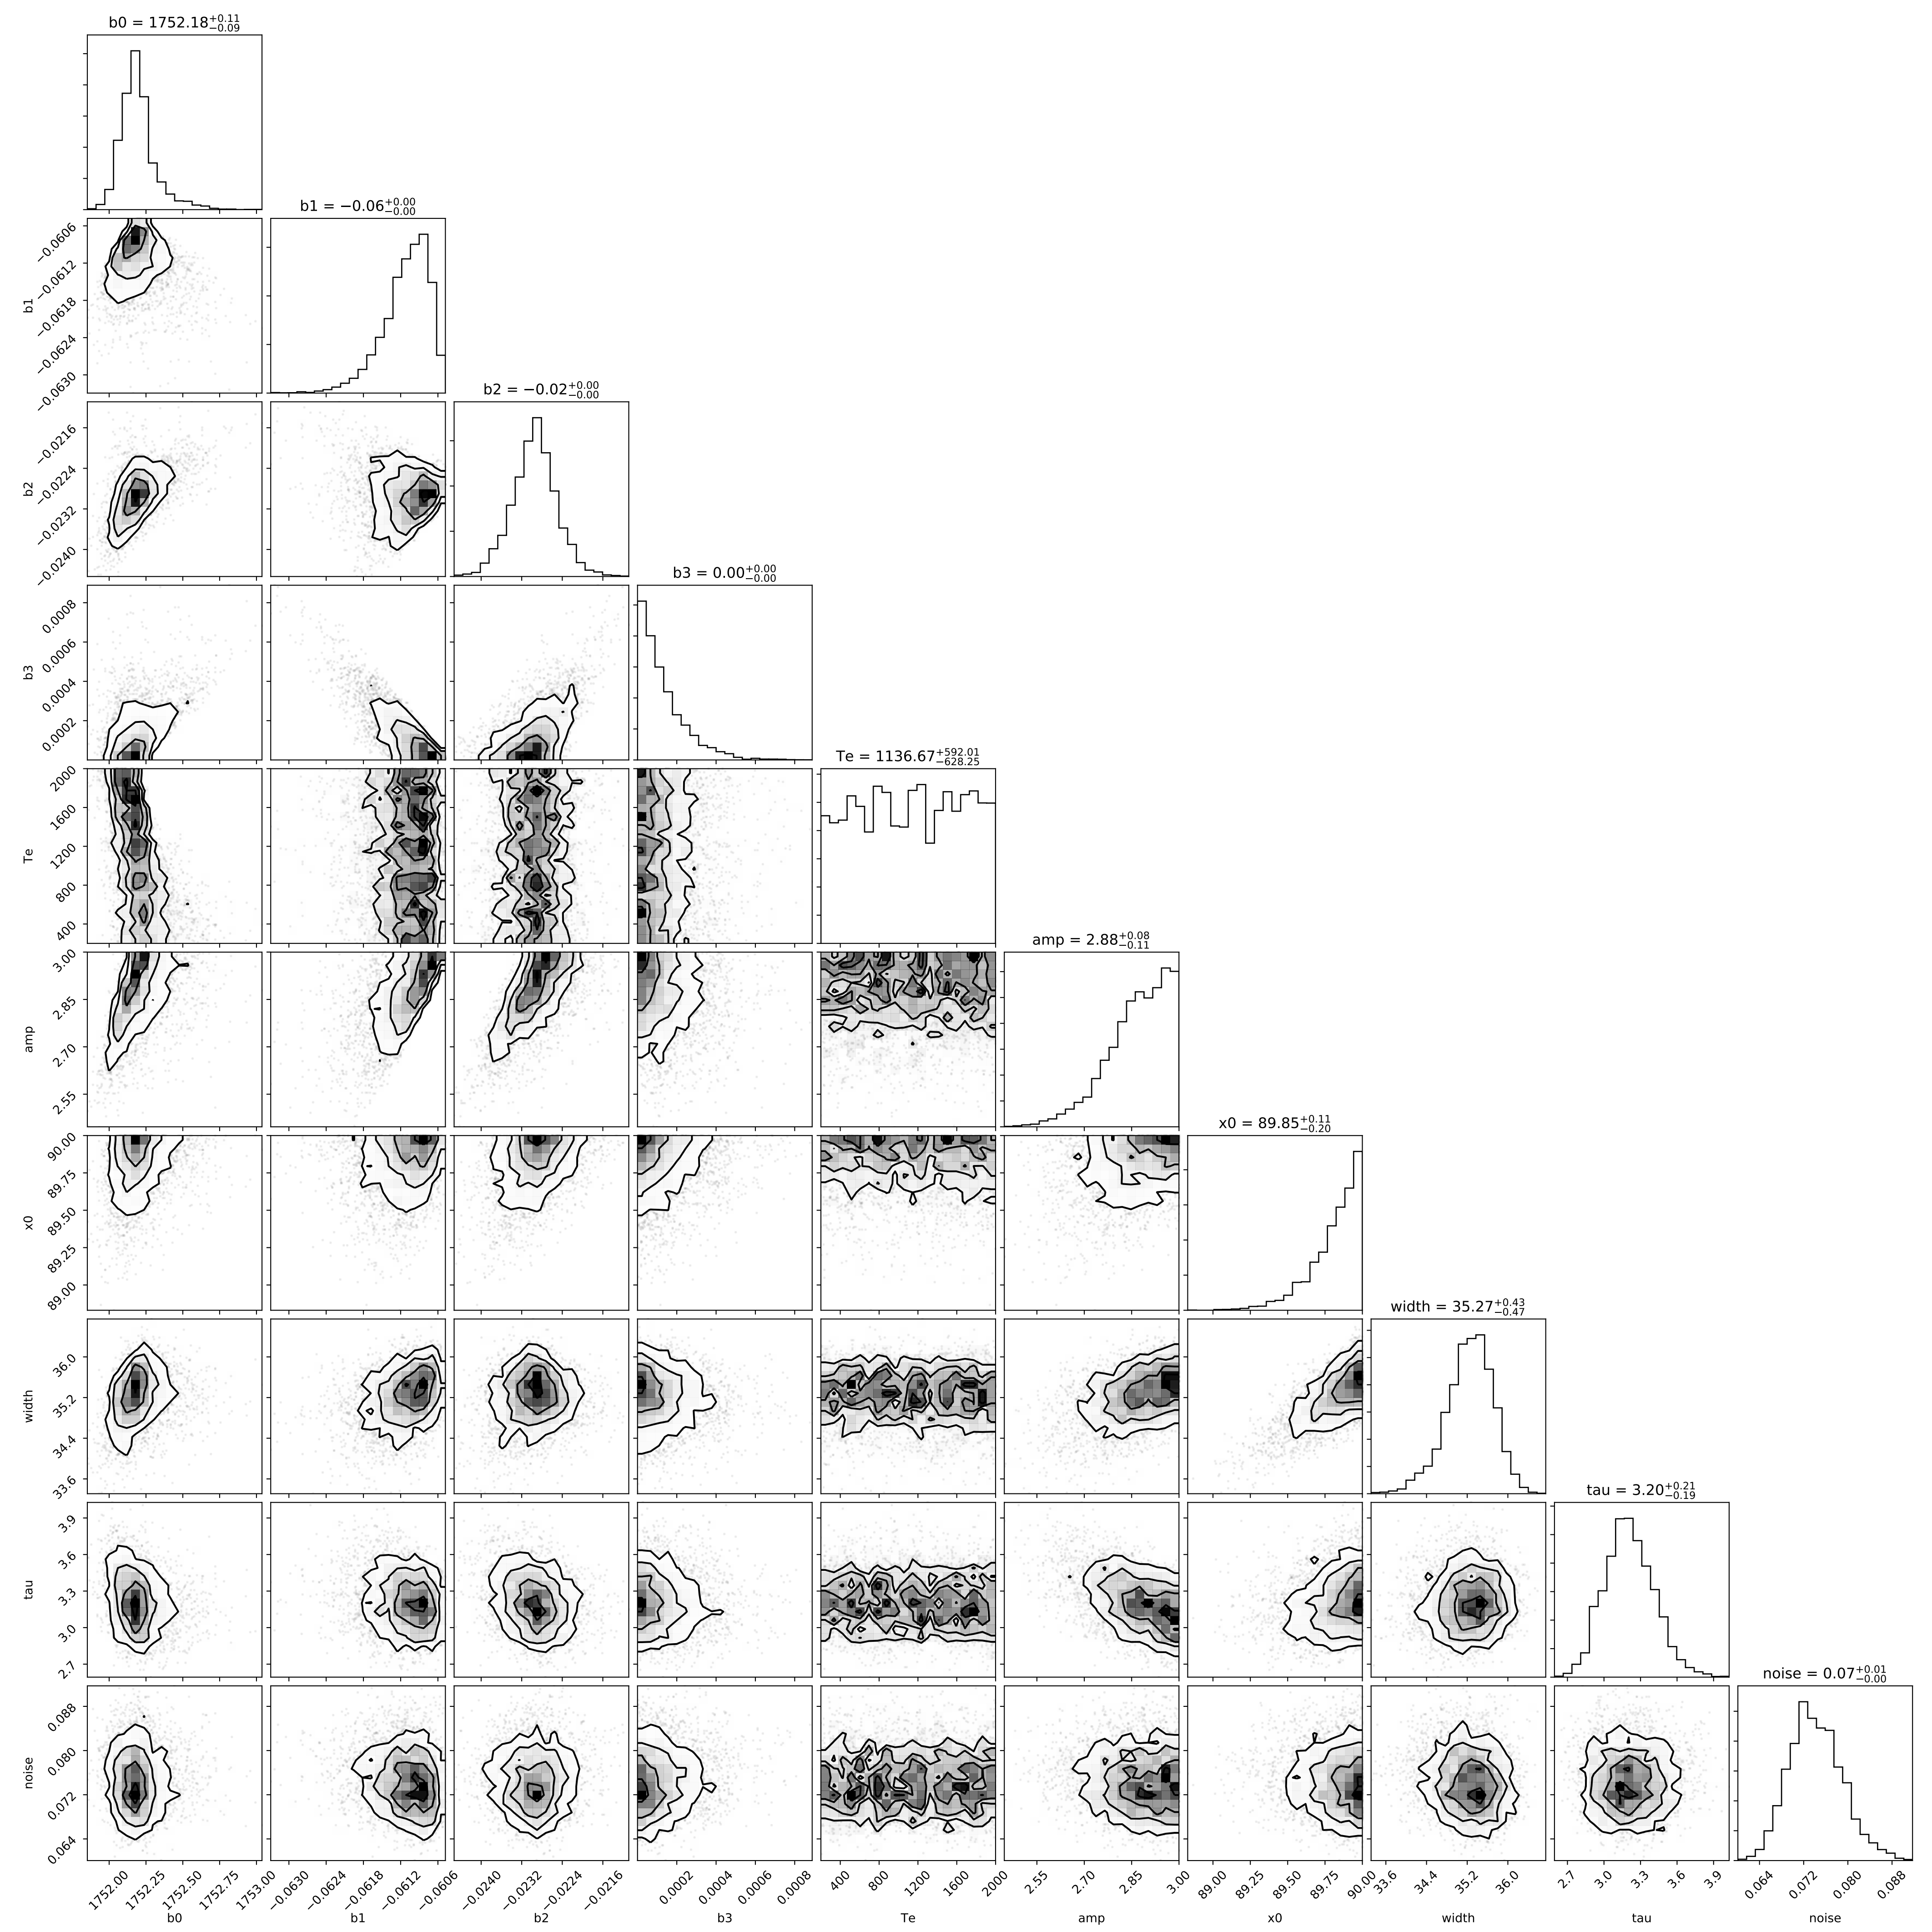 b0 = 1752.18+0.11−0.09
b1 = −0.06+0.00−0.00
−0.0606
−0.0612
−0.0618
−0.0624
−0.0630
b1
b2 = −0.02+0.00−0.00
−0.0216
−0.0224
−0.0232
−0.0240
b2
b3 = 0.00+0.00−0.00
0.0008
0.0006
0.0004
0.0002
b3
Te = 1136.67+592.01−628.25
2000
1600
1200
800
400
Te
amp = 2.88+0.08−0.11
3.00
2.85
2.70
2.55
amp
x0 = 89.85+0.11−0.20
90.00
89.75
89.50
89.25
89.00
x0
width = 35.27+0.43−0.47
36.0
35.2
34.4
33.6
width
tau = 3.20+0.21−0.19
3.9
3.6
3.3
3.0
2.7
tau
noise = 0.07+0.01−0.00
0.088
0.080
0.072
0.064
noise
1752.00 1752.25 1752.50 1752.75 1753.00 −0.0630 −0.0624 −0.0618 −0.0612 −0.0606 −0.0240 −0.0232 −0.0224 −0.0216 0.0002 0.0004 0.0006 0.0008 400 800 1200 1600 2000 2.55 2.70 2.85 3.00 89.00 89.25 89.50 89.75 90.00 33.6 34.4 35.2 36.0 2.7 3.0 3.3 3.6 3.9 0.064 0.072 0.080 0.088
b0 b1 b2 b3 Te amp x0 width tau noise